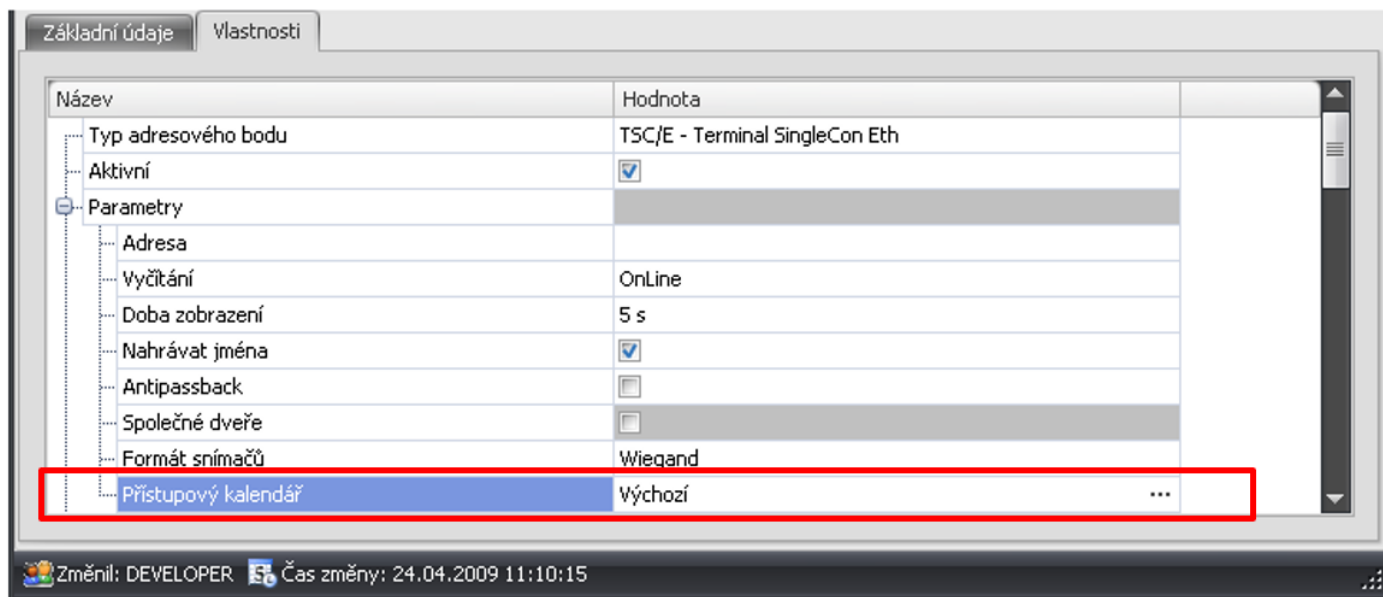 Základní údaje Vlastnosti
Název Hodnota
Typ adresového bodu TSC/E - Terminal SingleCon Eth
Aktivní
Parametry
Adresa
Vyčítání OnLine
Doba zobrazení 5 s
Nahrávat jména
Antipassback
Společné dveře
Formát snímačů Wiegand
Přístupový kalendář Výchozí ...
Změnil: DEVELOPER Čas změny: 24.04.2009 11:10:15